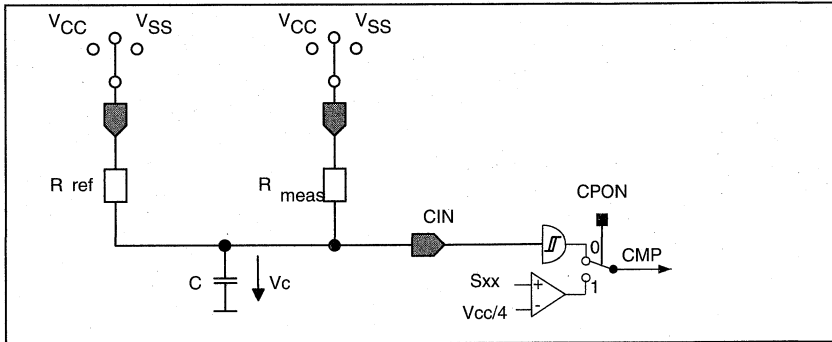 VCC VSS VCC VSS
R ref
R meas
CPON
CIN
0
CMP
C
Vc
Sxx
+
1
Vcc/4
-